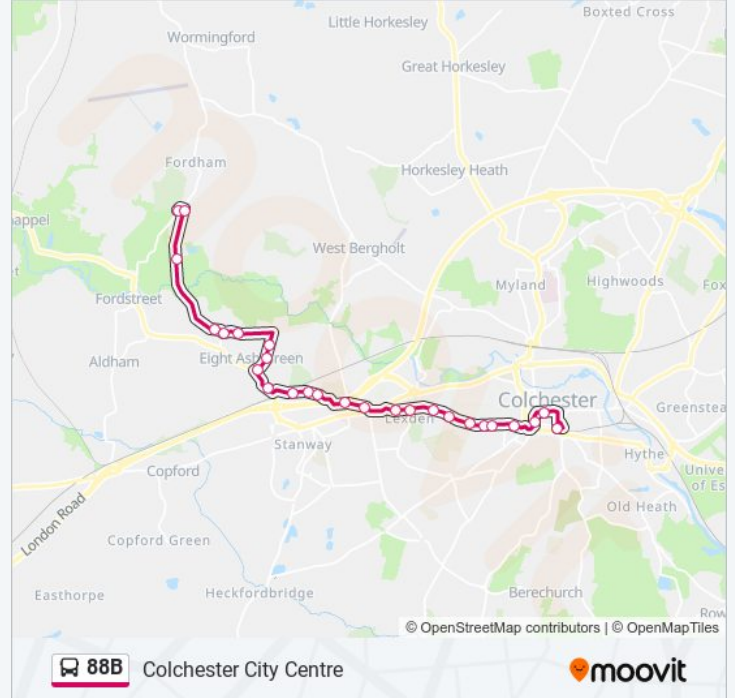 Boxted Cross
Little Horkesley
Wormingford
Great Horkesley
Fordham
Horkesley Heath
appel
West Bergholt
t
Myland
Highwoods
Fox
Fordstreet
Aldham
Eight Ash Green
Colchester
Greenstea
Lexden
Stanway
Hythe
Copford
Unive
of Es
London Road
Old Heath
Copford Green
Easthorpe
Heckfordbridge
Berechurch
Row
© OpenStreetMap contributors | © OpenMapTiles
88B Colchester City Centre
moovit